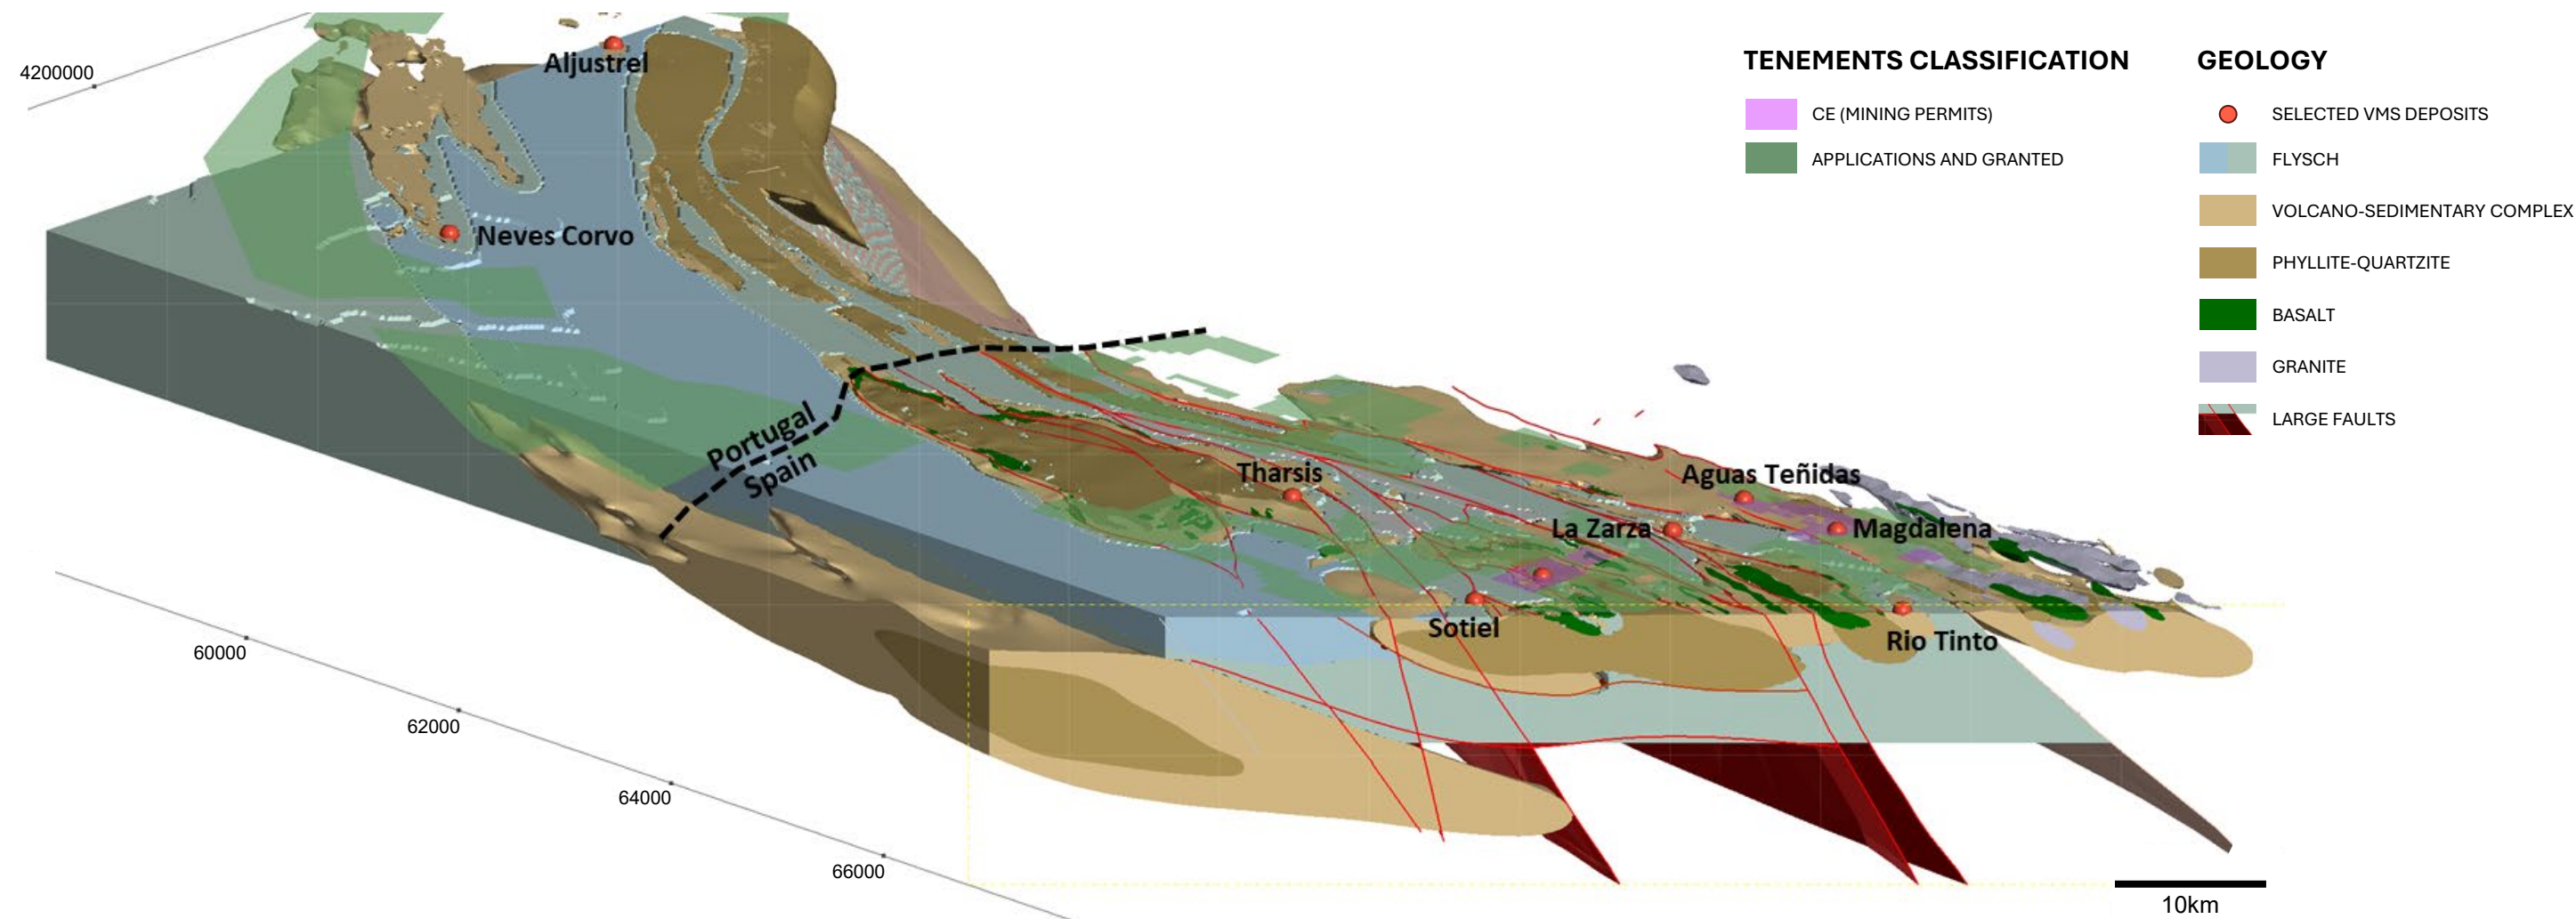 4200000
Aljustrel
Neves Corvo
Portugal
Spain
Tharsis
Aguas Teñidas
La Zarza
Magdalena
Sotiel
Rio Tinto
60000
62000
64000
66000
10km
TENEMENTS CLASSIFICATION
CE (MINING PERMITS)
APPLICATIONS AND GRANTED
GEOLOGY
SELECTED VMS DEPOSITS
FLYSCH
VOLCANO-SEDIMENTARY COMPLEX
PHYLLITE-QUARTZITE
BASALT
GRANITE
LARGE FAULTS